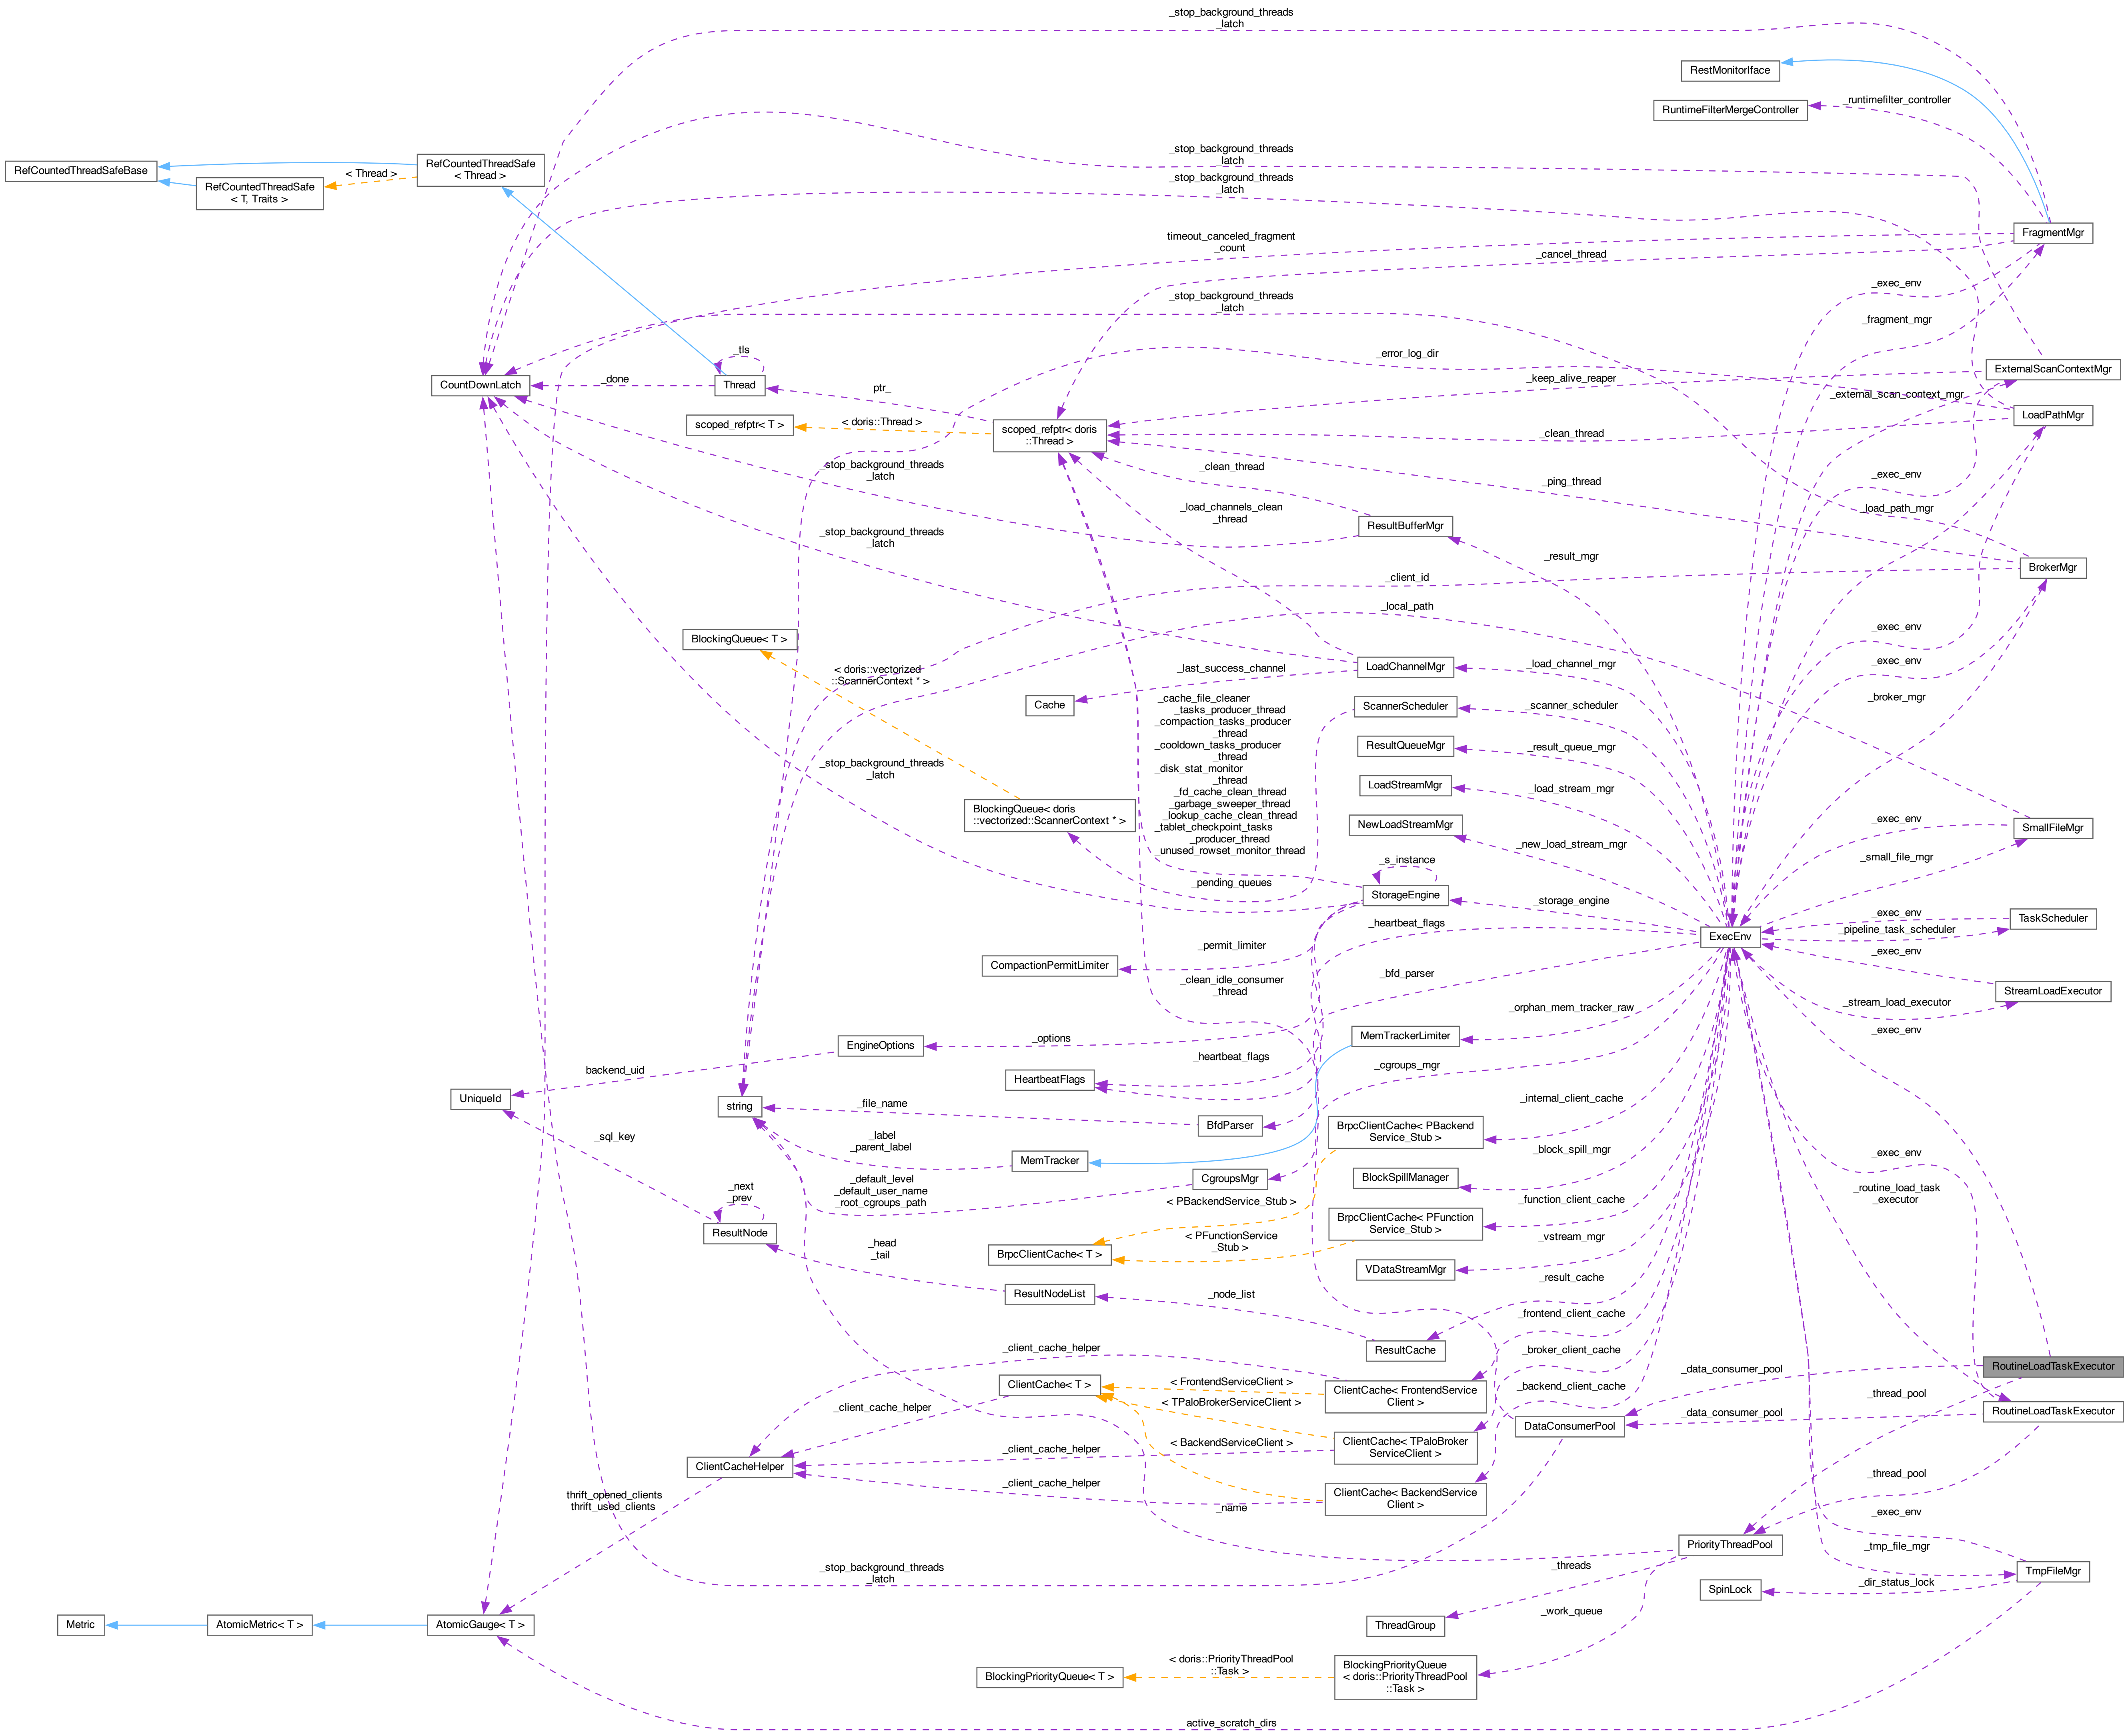 _stop_background_threads
_latch
RestMonitorIface
_runtimefilter_controller
RuntimeFilterMergeController
_stop_background_threads
_latch
RefCountedThreadSafeBase
RefCountedThreadSafe
< Thread >
< Thread >
RefCountedThreadSafe
< T, Traits >
_stop_background_threads
_latch
FragmentMgr
timeout_canceled_fragment
_count
_cancel_thread
_exec_env
_stop_background_threads
_latch
_fragment_mgr
_tls
_error_log_dir
ExternalScanContextMgr
CountDownLatch
_done
Thread
ptr_
_keep_alive_reaper
_external_scan_context_mgr
LoadPathMgr
scoped_refptr< T >
< doris::Thread >
scoped_refptr< doris
::Thread >
_clean_thread
_stop_background_threads
_latch
_clean_thread
_exec_env
_ping_thread
_load_channels_clean
_thread
_load_path_mgr
ResultBufferMgr
_stop_background_threads
_latch
_result_mgr
BrokerMgr
_client_id
_local_path
BlockingQueue< T >
_exec_env
< doris::vectorized
::ScannerContext * >
_last_success_channel
LoadChannelMgr
_load_channel_mgr
_exec_env
Cache
_cache_file_cleaner
_tasks_producer_thread
_compaction_tasks_producer
_thread
_cooldown_tasks_producer
_thread
_disk_stat_monitor
_thread
_fd_cache_clean_thread
_garbage_sweeper_thread
_lookup_cache_clean_thread
_tablet_checkpoint_tasks
_producer_thread
_unused_rowset_monitor_thread
ScannerScheduler
_scanner_scheduler
_broker_mgr
ResultQueueMgr
_result_queue_mgr
_stop_background_threads
_latch
LoadStreamMgr
_load_stream_mgr
BlockingQueue< doris
::vectorized::ScannerContext * >
NewLoadStreamMgr
_new_load_stream_mgr
_exec_env
SmallFileMgr
_small_file_mgr
_s_instance
_pending_queues
StorageEngine
_storage_engine
_heartbeat_flags
ExecEnv
_exec_env
_pipeline_task_scheduler
TaskScheduler
_permit_limiter
CompactionPermitLimiter
_exec_env
_bfd_parser
_clean_idle_consumer
_thread
StreamLoadExecutor
_stream_load_executor
_orphan_mem_tracker_raw
_exec_env
EngineOptions
_options
MemTrackerLimiter
backend_uid
_heartbeat_flags
_cgroups_mgr
HeartbeatFlags
UniqueId
string
_file_name
BfdParser
_internal_client_cache
BrpcClientCache< PBackend
Service_Stub >
_sql_key
_label
_parent_label
MemTracker
_block_spill_mgr
_exec_env
CgroupsMgr
BlockSpillManager
_default_level
_default_user_name
_root_cgroups_path
_next
_prev
< PBackendService_Stub >
_function_client_cache
_routine_load_task
_executor
ResultNode
BrpcClientCache< PFunction
Service_Stub >
_head
_tail
BrpcClientCache< T >
< PFunctionService
_Stub >
_vstream_mgr
VDataStreamMgr
_result_cache
ResultNodeList
_node_list
_frontend_client_cache
ResultCache
_client_cache_helper
_broker_client_cache
RoutineLoadTaskExecutor
_data_consumer_pool
ClientCache< T >
< FrontendServiceClient >
ClientCache< FrontendService
Client >
_backend_client_cache
_thread_pool
_client_cache_helper
< TPaloBrokerServiceClient >
DataConsumerPool
_data_consumer_pool
RoutineLoadTaskExecutor
_client_cache_helper
< BackendServiceClient >
ClientCache< TPaloBroker
ServiceClient >
ClientCacheHelper
_client_cache_helper
ClientCache< BackendService
Client >
_thread_pool
thrift_opened_clients
thrift_used_clients
_name
_exec_env
PriorityThreadPool
_tmp_file_mgr
_stop_background_threads
_latch
_threads
TmpFileMgr
_dir_status_lock
SpinLock
_work_queue
Metric
AtomicMetric< T >
AtomicGauge< T >
ThreadGroup
BlockingPriorityQueue< T >
< doris::PriorityThreadPool
::Task >
BlockingPriorityQueue
< doris::PriorityThreadPool
::Task >
active_scratch_dirs